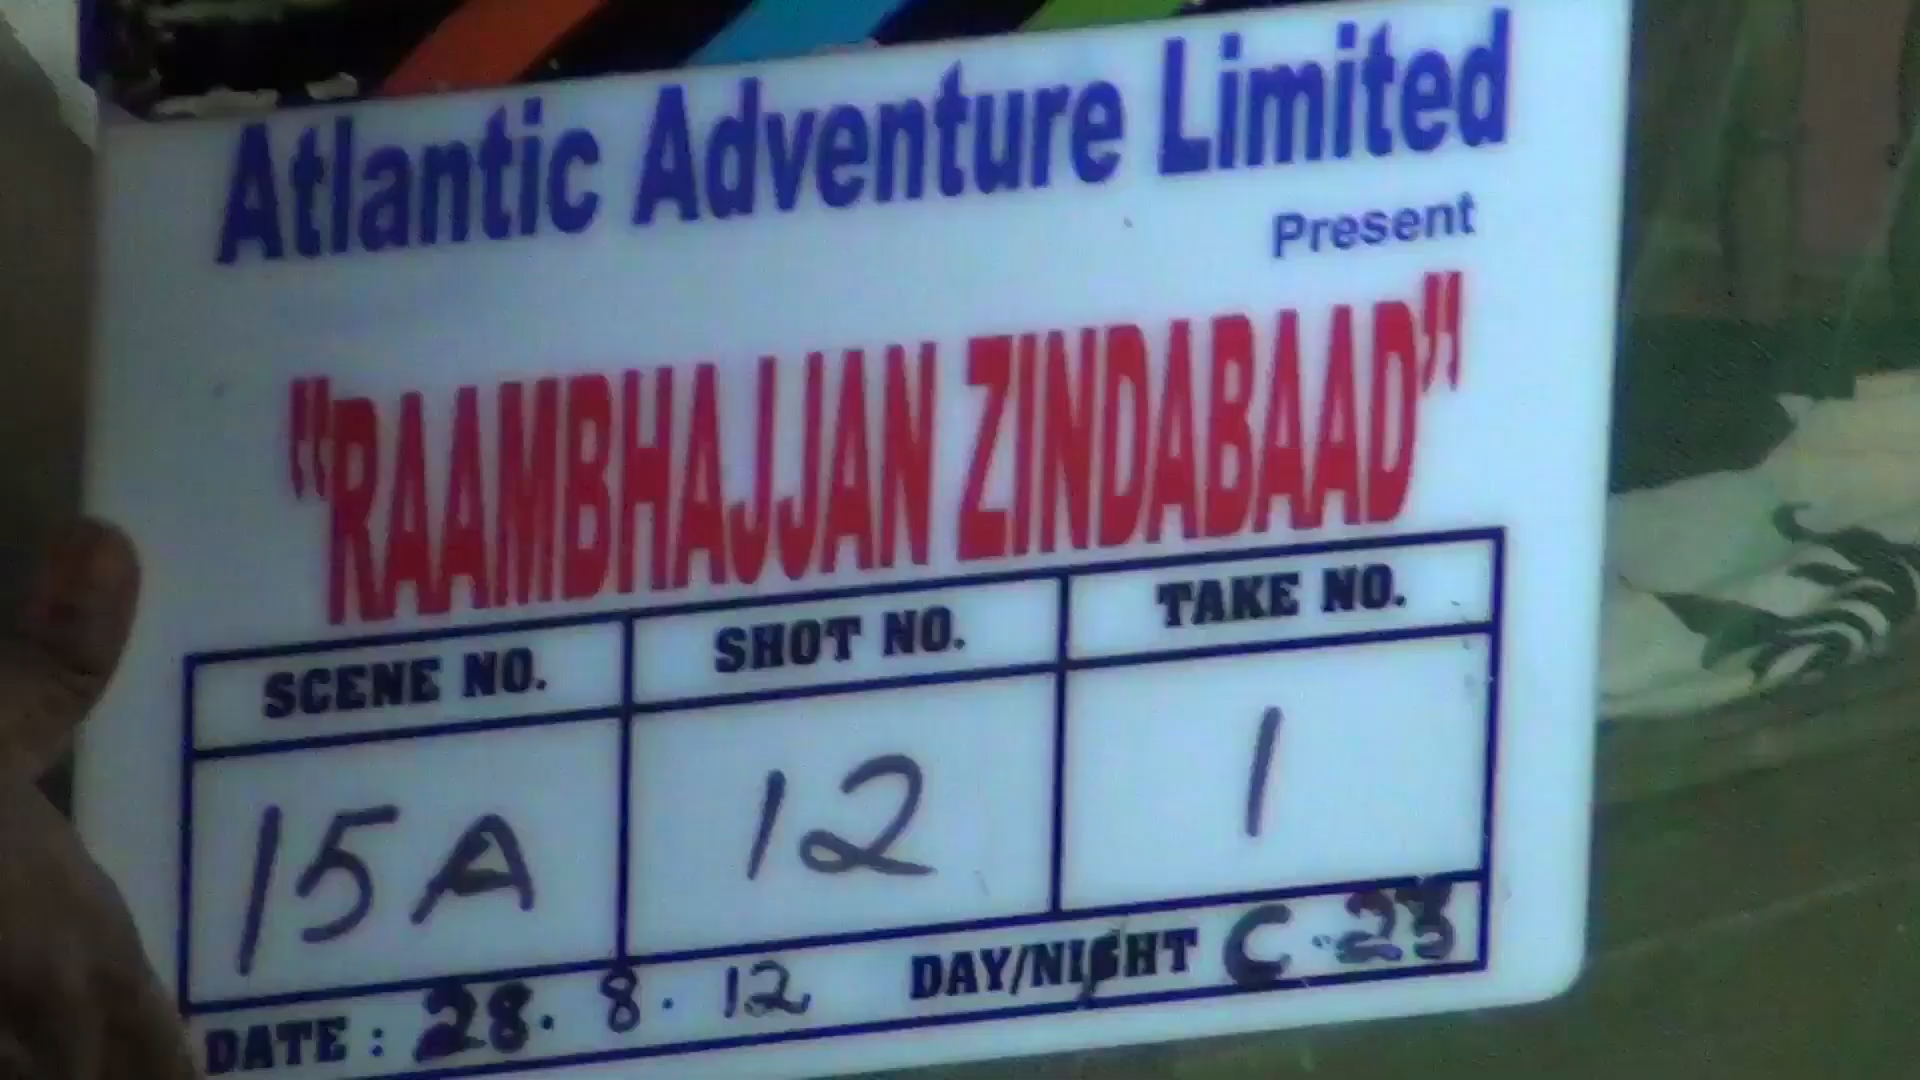 Atlantic Adventure Limited
Present
"RAAMBHAJJAN ZINDABAAD"
SCENE NO. SHOT NO. TAKE NO.
15A 12 1
DATE : 28. 8. 12 DAY/NIGHT C-23